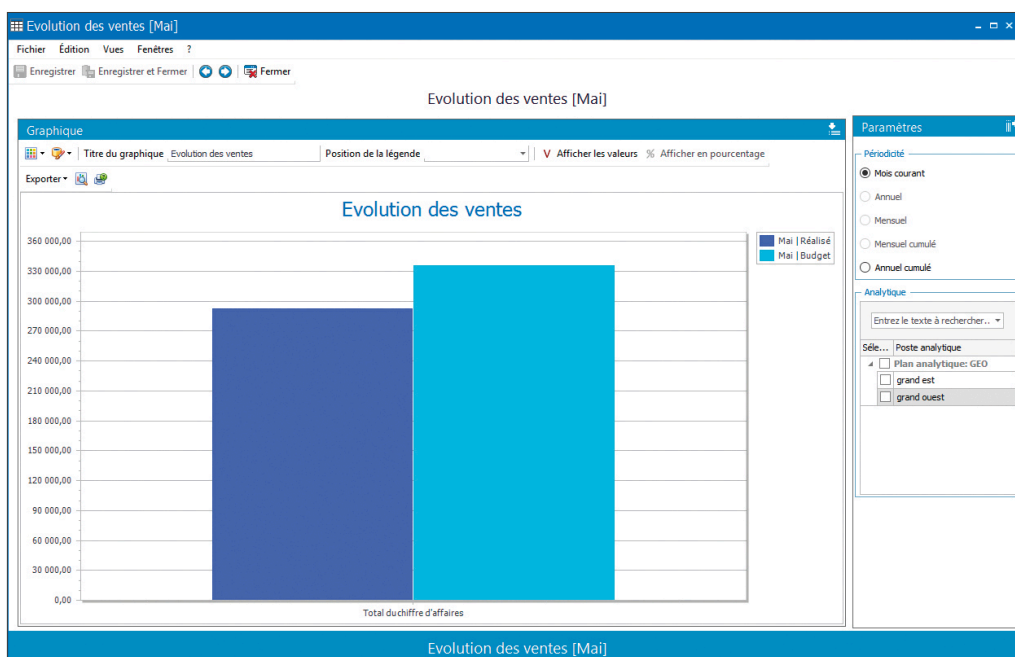 Evolution des ventes [Mai]
Fichier Édition Vues Fenêtres ?
Enregistrer Enregistrer et Fermer Fermer
Evolution des ventes [Mai]
Graphique
Titre du graphique Evolution des ventes Position de la légende V Afficher les valeurs % Afficher en pourcentage
Exporter
Evolution des ventes
360 000,00
330 000,00
300 000,00
270 000,00
240 000,00
210 000,00
180 000,00
150 000,00
120 000,00
90 000,00
60 000,00
30 000,00
0,00
Total duchiffre d'affaires
Mai | Réalisé
Mai | Budget
Paramètres
Périodicité
Mois courant
Annuel
Mensuel
Mensuel cumulé
Annuel cumulé
Analytique
Entrez le texte à rechercher...
Séle... Poste analytique
Plan analytique: GEO
grand est
grand ouest
Evolution des ventes [Mai]